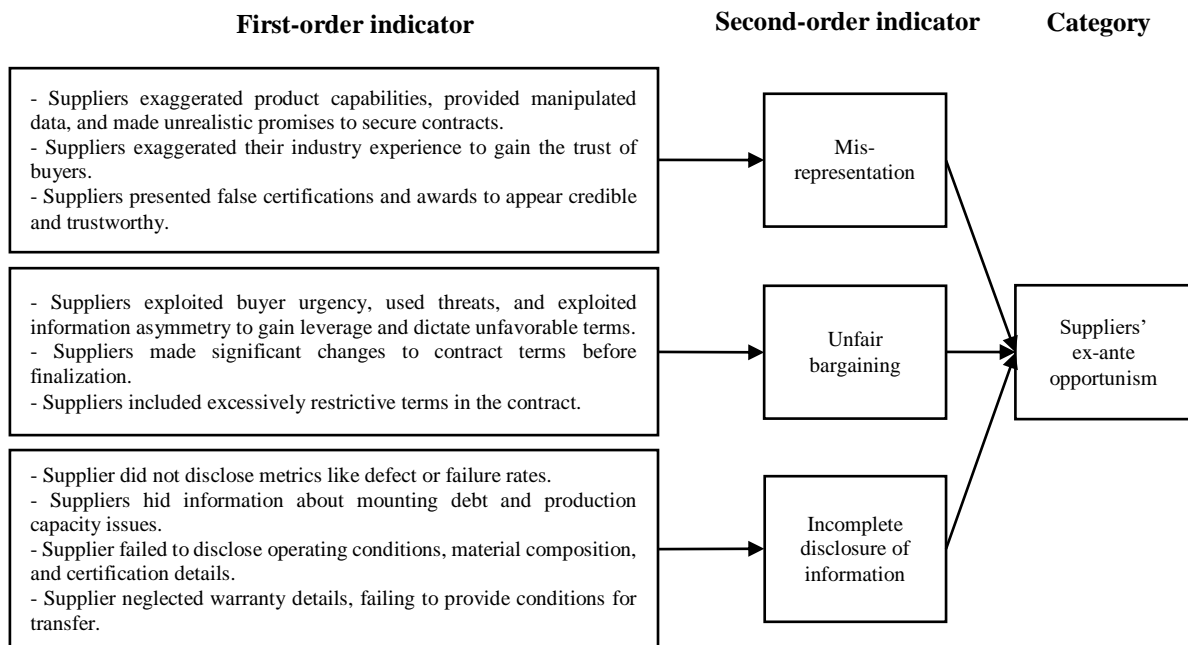 First-order indicator
Second-order indicator
Category
- Suppliers exaggerated product capabilities, provided manipulated
data, and made unrealistic promises to secure contracts.
- Suppliers exaggerated their industry experience to gain the trust of
buyers.
- Suppliers presented false certifications and awards to appear credible
and trustworthy.
Mis-
representation
- Suppliers exploited buyer urgency, used threats, and exploited
information asymmetry to gain leverage and dictate unfavorable terms.
- Suppliers made significant changes to contract terms before
finalization.
- Suppliers included excessively restrictive terms in the contract.
Unfair
bargaining
Suppliers’
ex-ante
opportunism
- Supplier did not disclose metrics like defect or failure rates.
- Suppliers hid information about mounting debt and production
capacity issues.
- Supplier failed to disclose operating conditions, material composition,
and certification details.
- Supplier neglected warranty details, failing to provide conditions for
transfer.
Incomplete
disclosure of
information